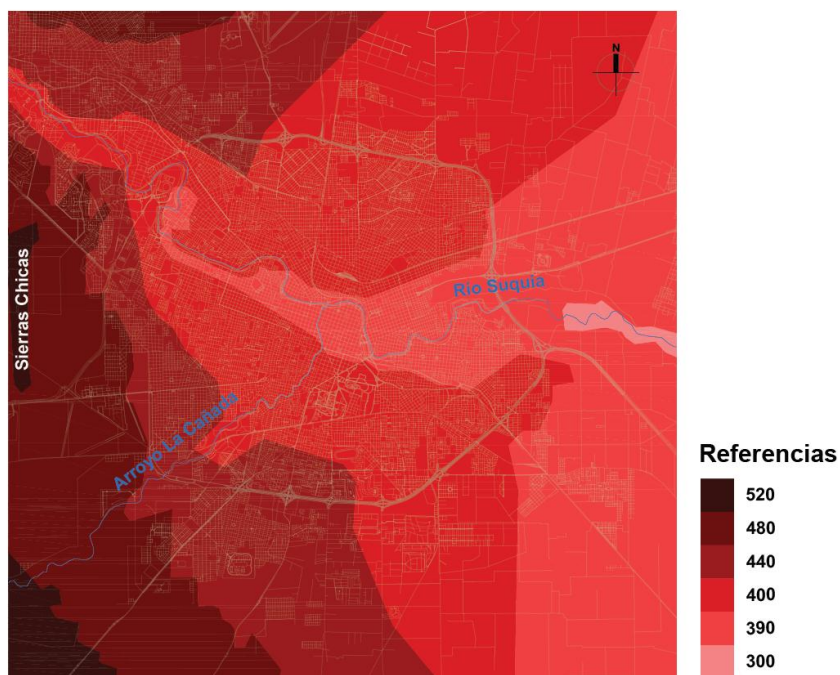 N
Sierras Chicas
Río Suquía
Arroyo La Cañada
Referencias
520
480
440
400
390
300